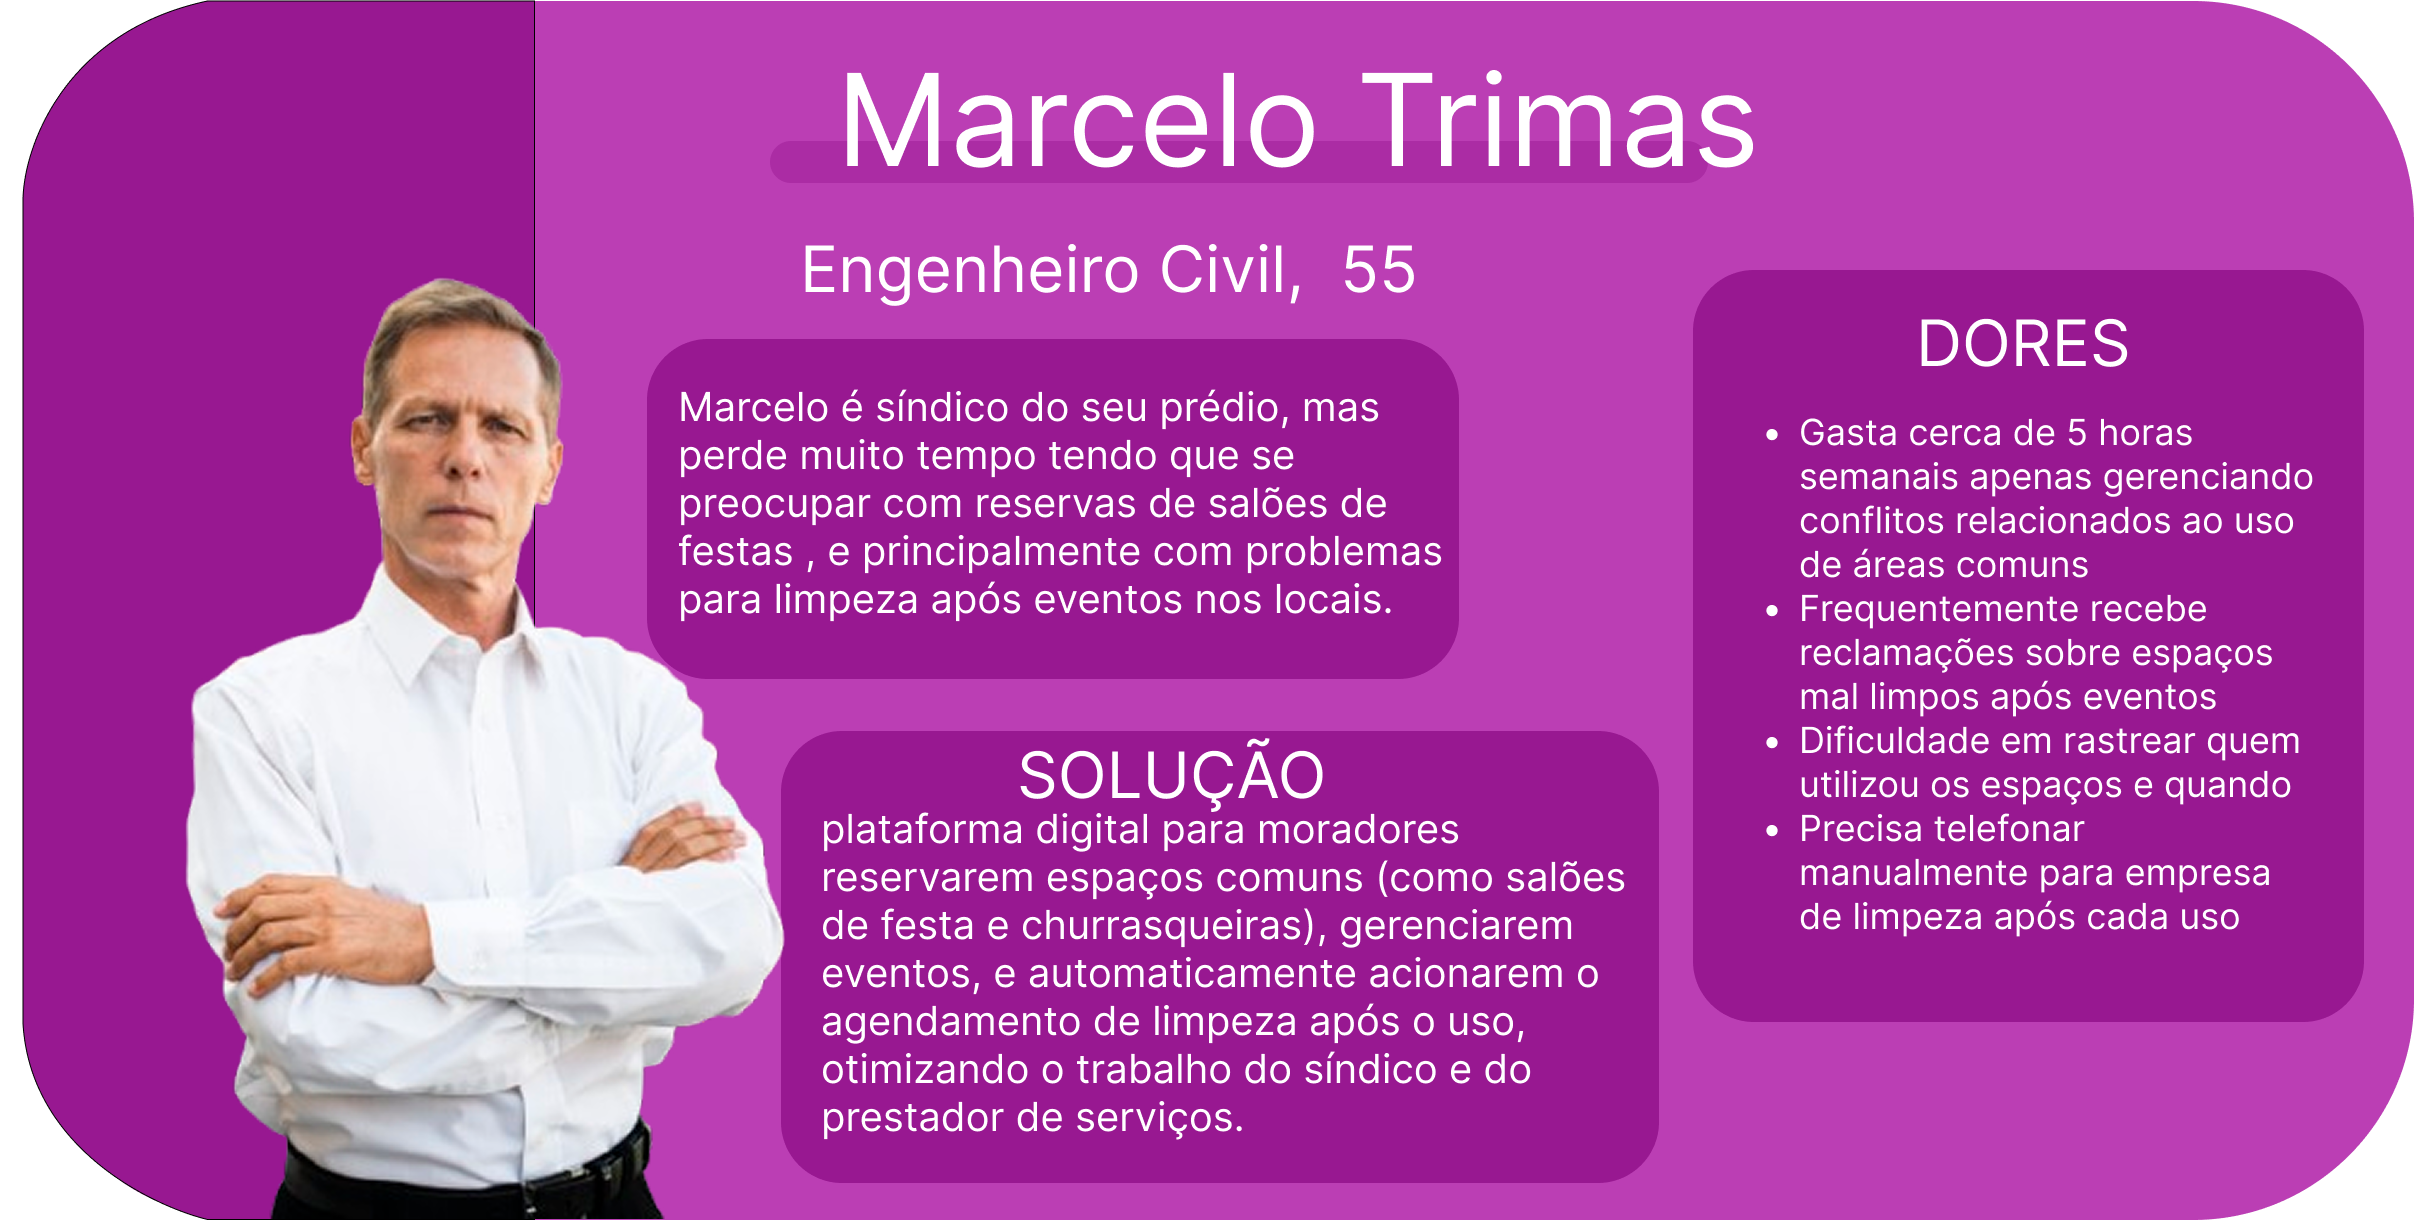 Marcelo Trimas
Engenheiro Civil, 55
Marcelo é síndico do seu prédio, mas
perde muito tempo tendo que se
preocupar com reservas de salões de
festas , e principalmente com problemas
para limpeza após eventos nos locais.
SOLUÇÃO
plataforma digital para moradores
reservarem espaços comuns (como salões
de festa e churrasqueiras), gerenciarem
eventos, e automaticamente acionarem o
agendamento de limpeza após o uso,
otimizando o trabalho do síndico e do
prestador de serviços.
DORES
• Gasta cerca de 5 horas
semanais apenas gerenciando
conflitos relacionados ao uso
de áreas comuns
• Frequentemente recebe
reclamações sobre espaços
mal limpos após eventos
• Dificuldade em rastrear quem
utilizou os espaços e quando
• Precisa telefonar
manualmente para empresa
de limpeza após cada uso